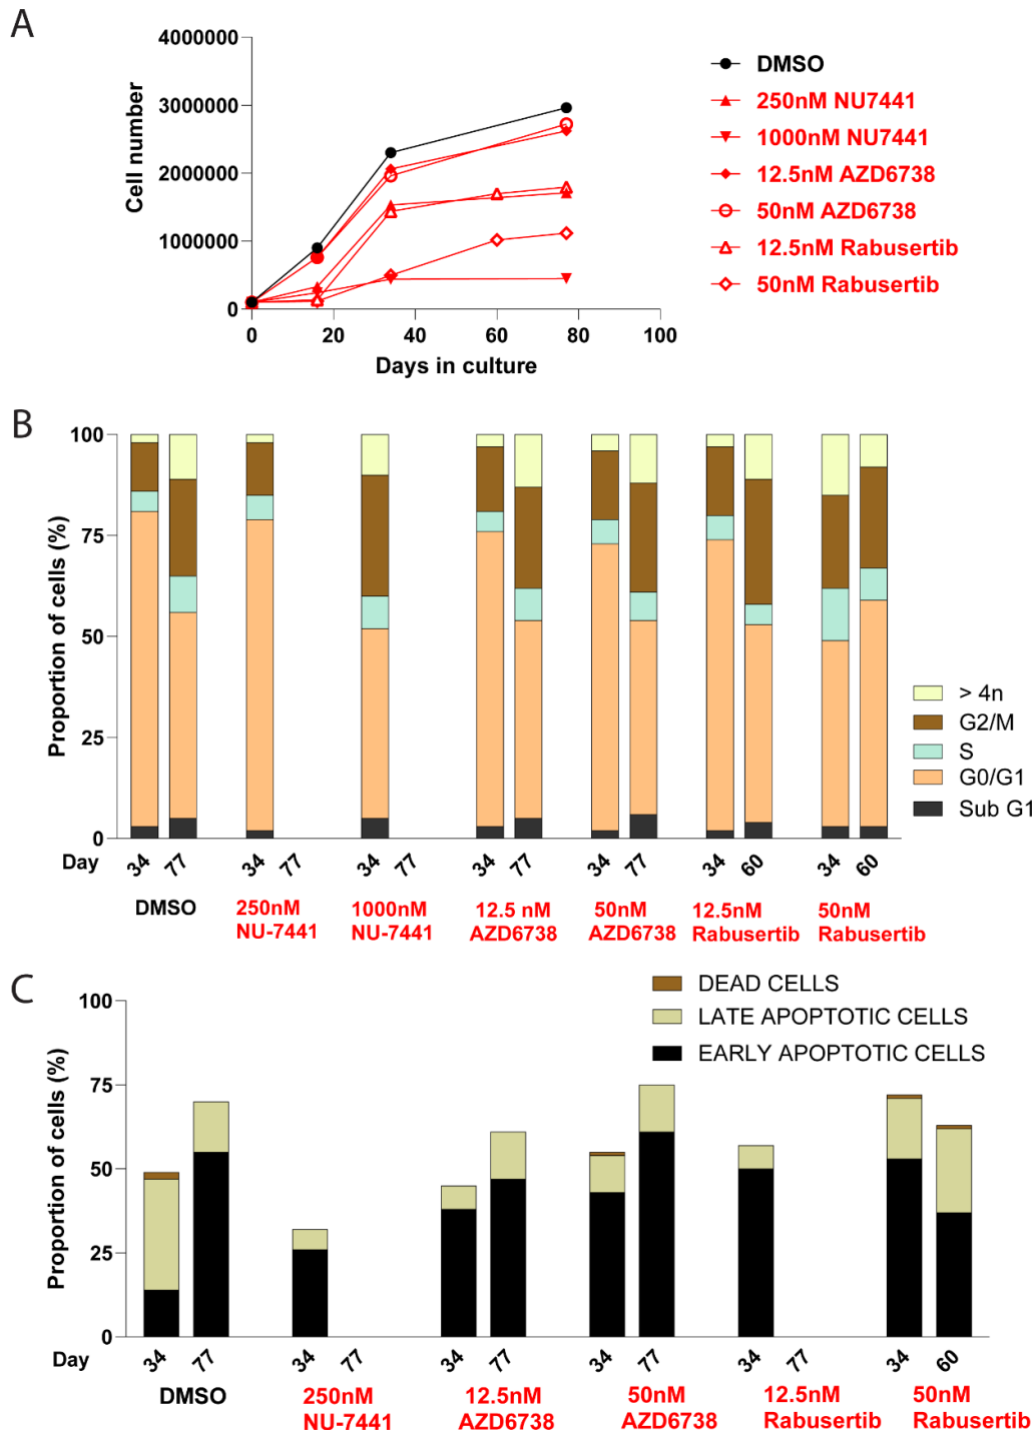 A
4000000
3000000
2000000
1000000
0
Cell number
0 20 40 60 80 100
Days in culture
DMSO
250nM NU7441
1000nM NU7441
12.5nM AZD6738
50nM AZD6738
12.5nM Rabusertib
50nM Rabusertib
B
100
75
50
25
0
Proportion of cells (%)
> 4n
G2/M
S
G0/G1
Sub G1
Day 34 77 34 77 34 77 34 77 34 77 34 60 34 60
DMSO
250nM
NU-7441
1000nM
NU-7441
12.5 nM
AZD6738
50nM
AZD6738
12.5nM
Rabusertib
50nM
Rabusertib
C
DEAD CELLS
LATE APOPTOTIC CELLS
EARLY APOPTOTIC CELLS
100
75
50
25
0
Proportion of cells (%)
Day 34 77 34 77 34 77 34 77 34 77 34 60
DMSO
250nM
NU-7441
12.5nM
AZD6738
50nM
AZD6738
12.5nM
Rabusertib
50nM
Rabusertib